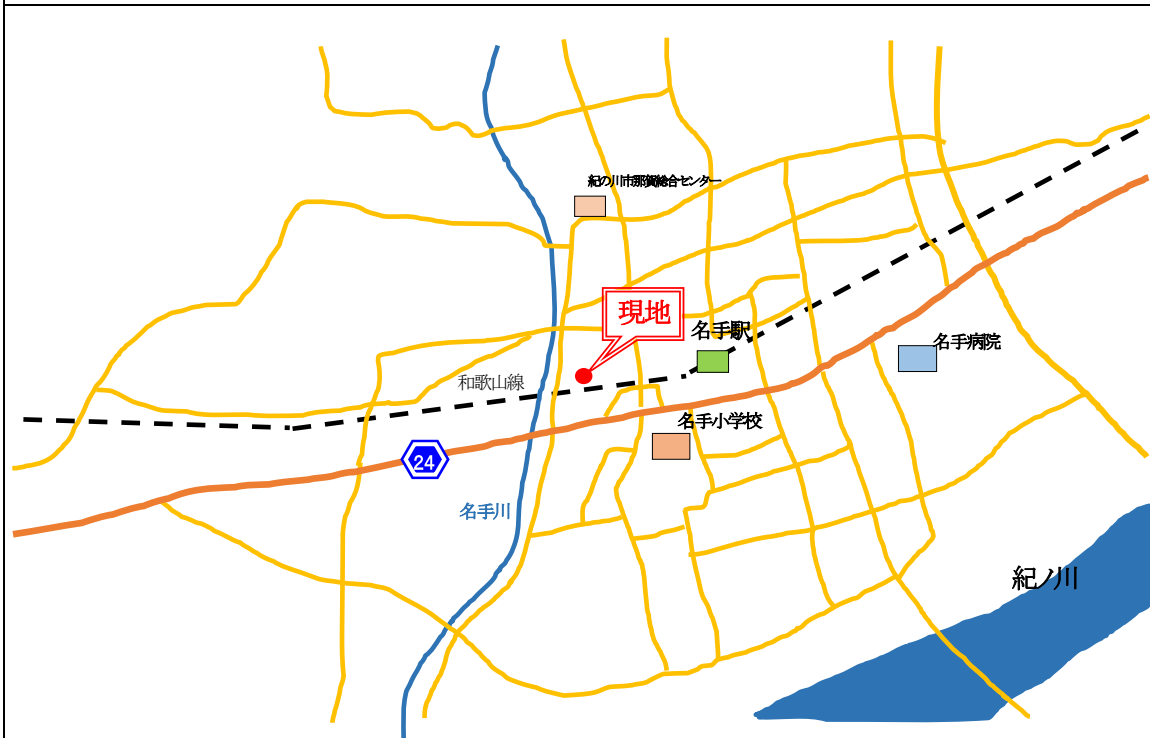 紀の川市那賀総合センター
現地
名手駅
名手病院
和歌山線
名手小学校
24
名手川
紀ノ川